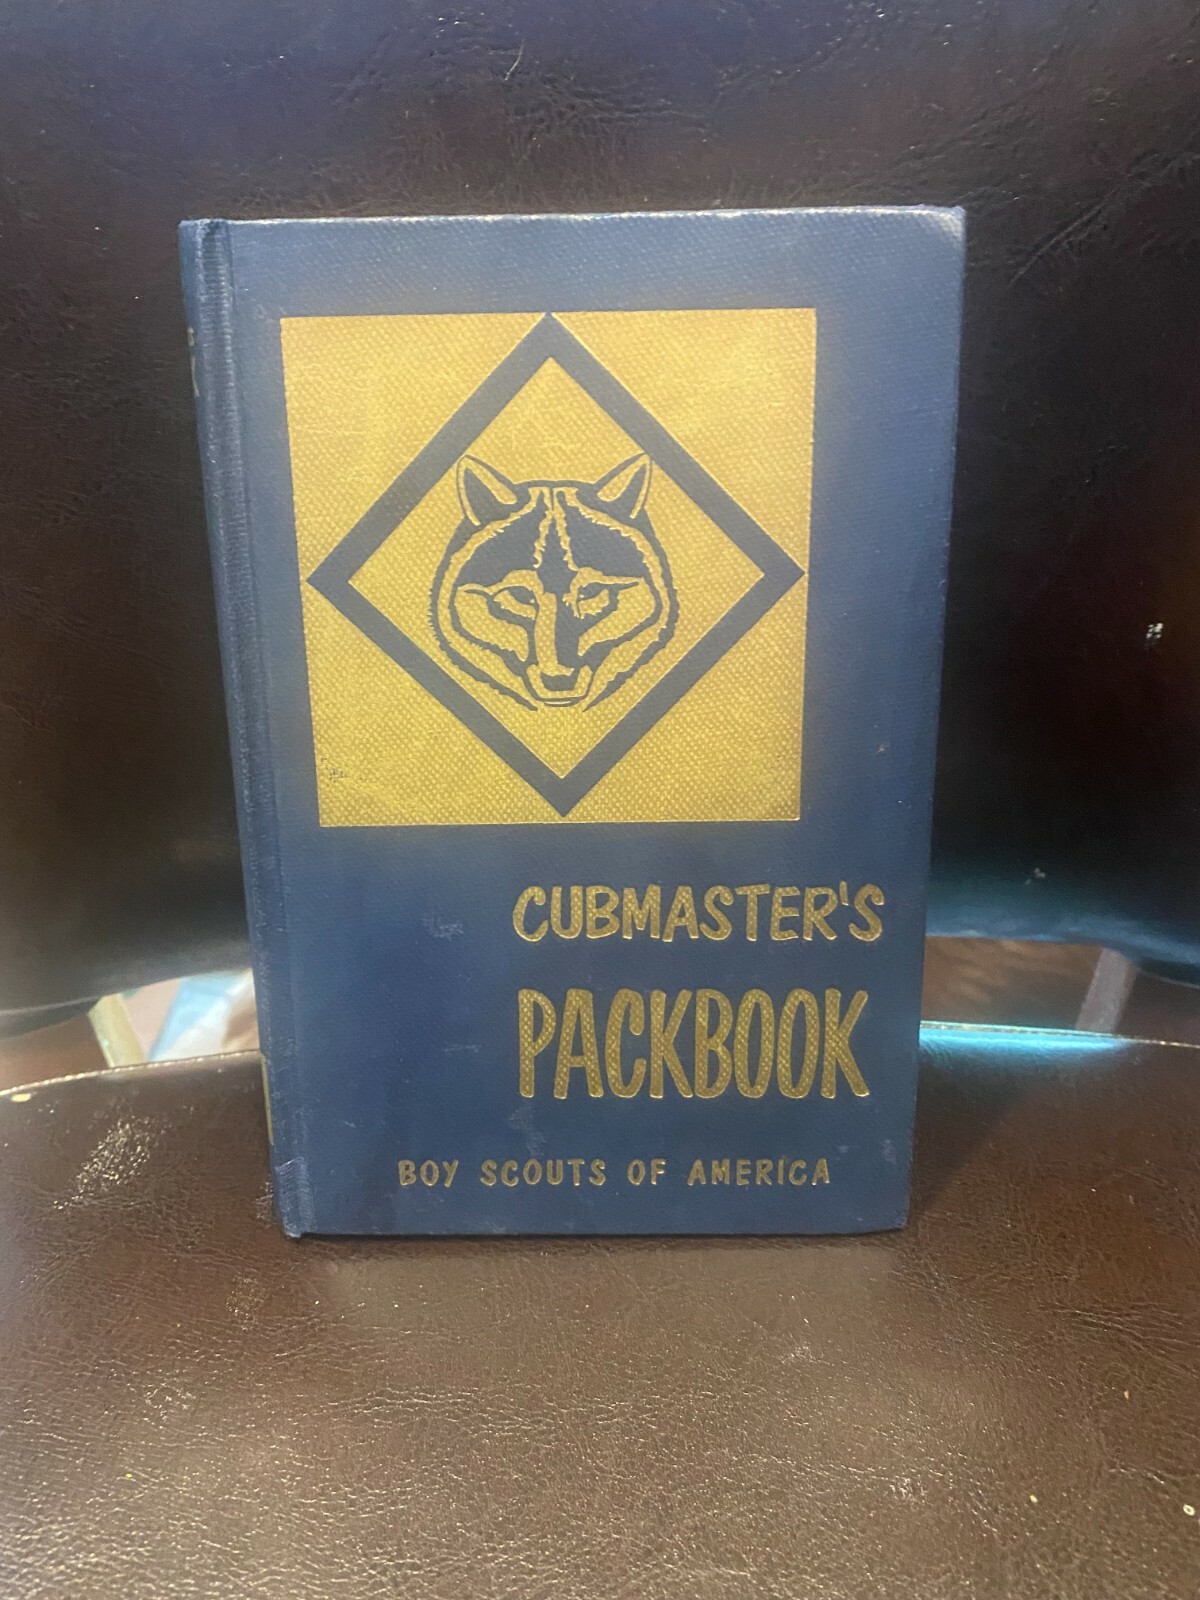 CUBMASTER'S
PACKBOOK
BOY SCOUTS OF AMERICA